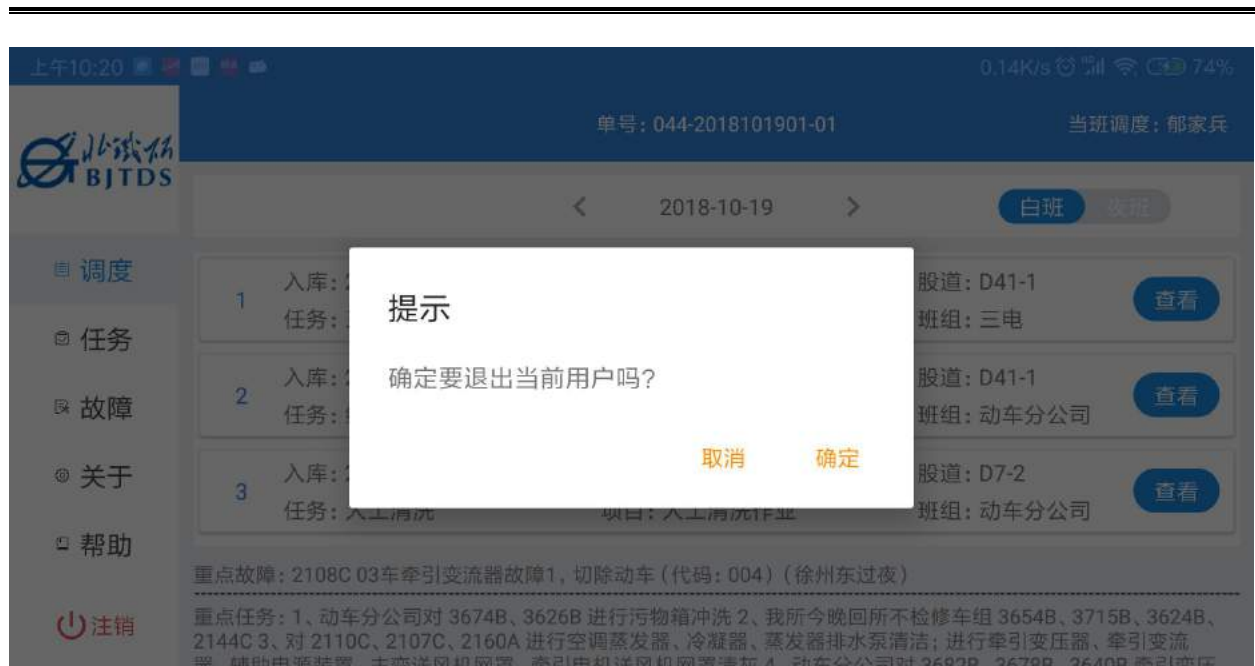 上午10:20
0.14K/s
74%
北铁拓
BJTDS
单号：044-2018101901-01
当班调度：郁家兵
2018-10-19
白班
夜班
调度
任务
故障
关于
帮助
注销
1
入库：
任务：
股道：D41-1
班组：三电
查看
2
入库：
任务：
股道：D41-1
班组：动车分公司
查看
3
入库：
任务：人工清洗
项目：人工清洗作业
股道：D7-2
班组：动车分公司
查看
提示
确定要退出当前用户吗？
取消
确定
重点故障：2108C 03车牵引变流器故障1，切除动车（代码：004）（徐州东过夜）
重点任务：1、动车分公司对 3674B、3626B 进行污物箱冲洗 2、我所今晚回所不检修车组 3654B、3715B、3624B、
2144C 3、对 2110C、2107C、2160A 进行空调蒸发器、冷凝器、蒸发器排水泵清洁；进行牵引变压器、牵引变流